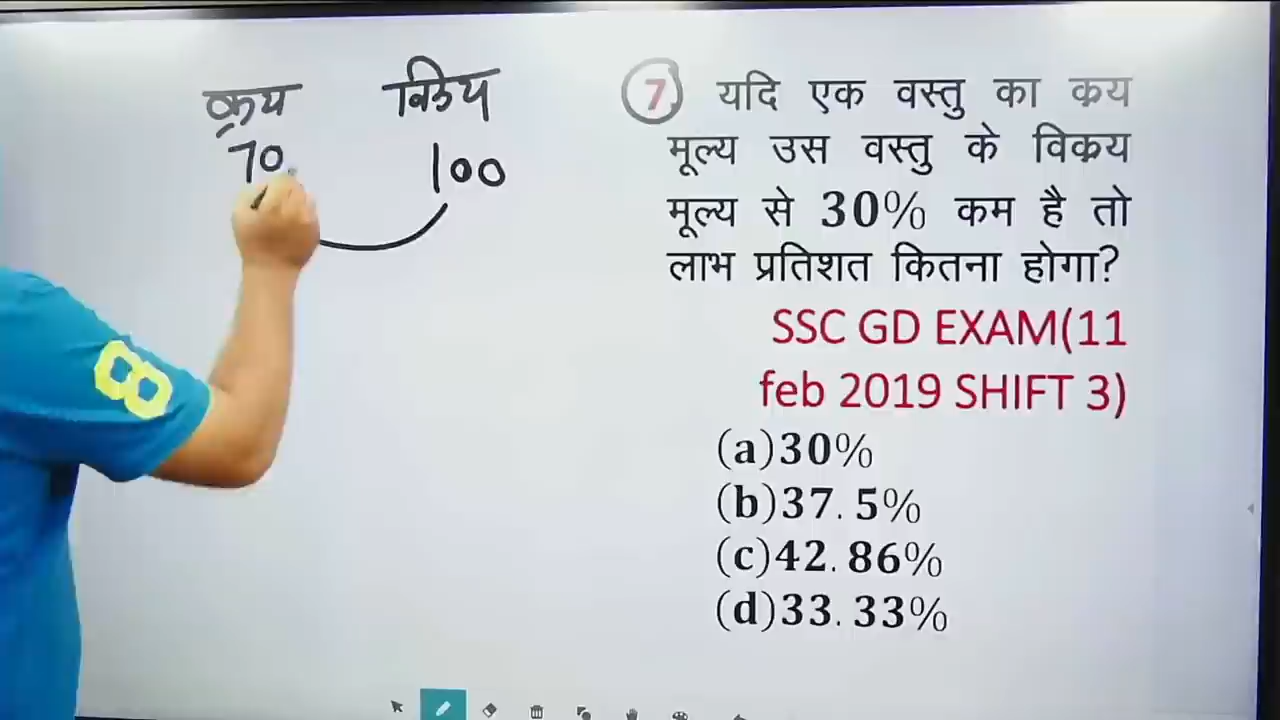 क्रय विक्रय
70 100
7 यदि एक वस्तु का क्रय
मूल्य उस वस्तु के विक्रय
मूल्य से 30% कम है तो
लाभ प्रतिशत कितना होगा?
SSC GD EXAM(11
feb 2019 SHIFT 3)
(a)30%
(b)37.5%
(c)42.86%
(d)33.33%
8